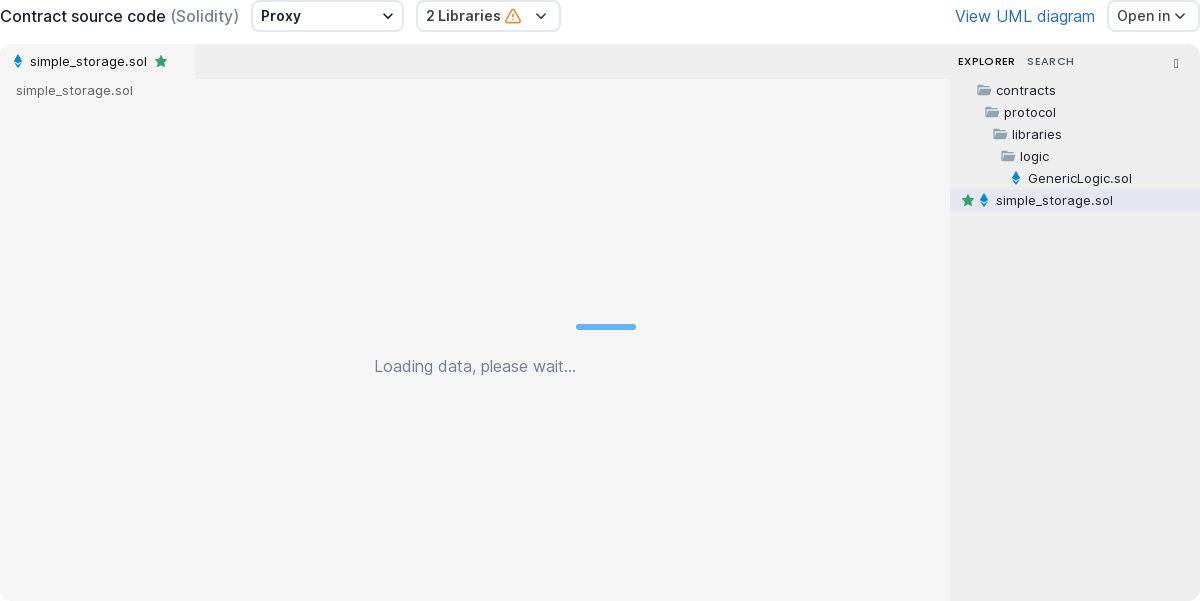 Contract source code (Solidity) Proxy 2 Libraries View UML diagram Open in
simple_storage.sol
simple_storage.sol
Loading data, please wait...
EXPLORER SEARCH
contracts
protocol
libraries
logic
GenericLogic.sol
simple_storage.sol